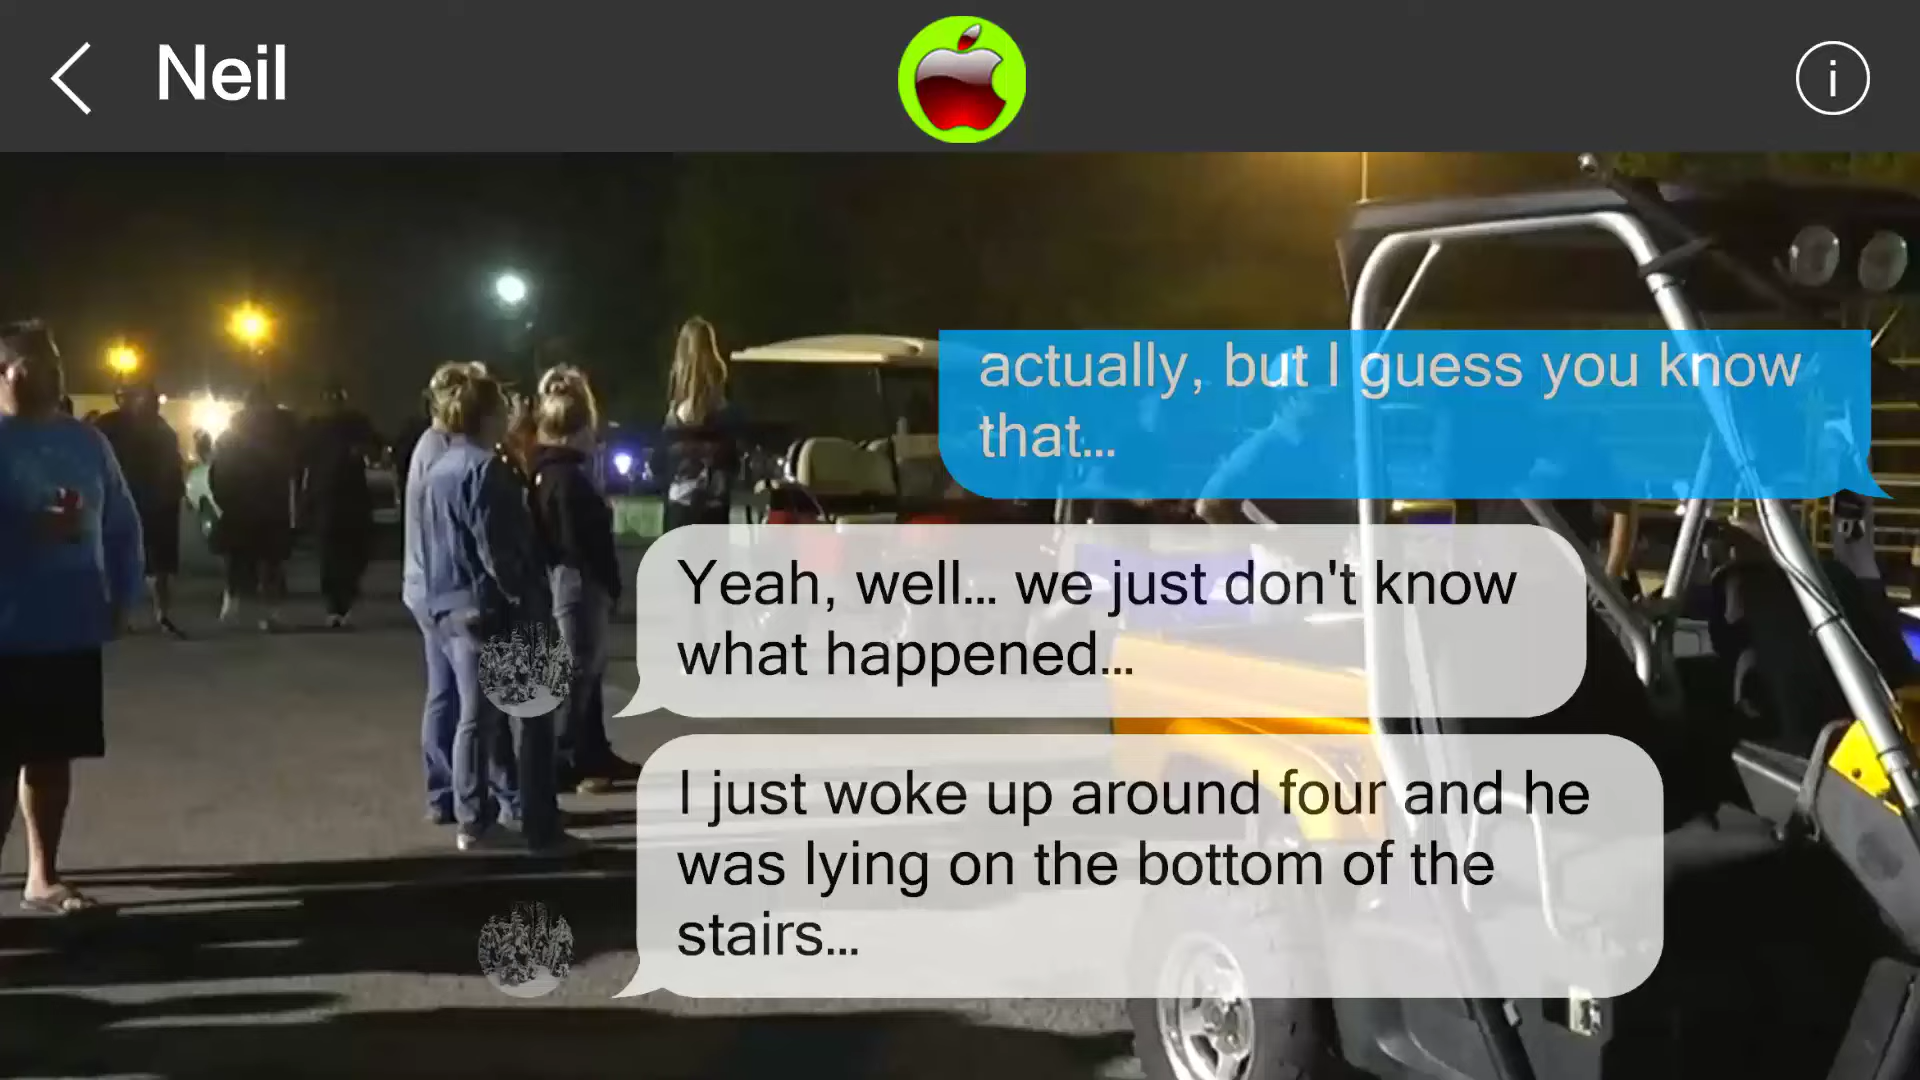 Neil
i
actually, but I guess you know
that...
Yeah, well... we just don't know
what happened...
I just woke up around four and he
was lying on the bottom of the
stairs...